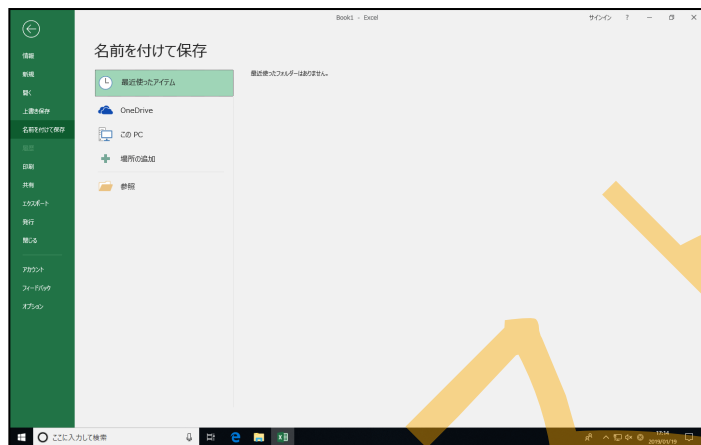 Book1 - Excel
サインイン ?
情報
新規
開く
上書き保存
名前を付けて保存
履歴
印刷
共有
エクスポート
発行
閉じる
アカウント
フィードバック
オプション
名前を付けて保存
最近使ったアイテム
OneDrive
この PC
場所の追加
参照
最近使ったフォルダーはありません。
ここに入力して検索
17:14
2019/01/19